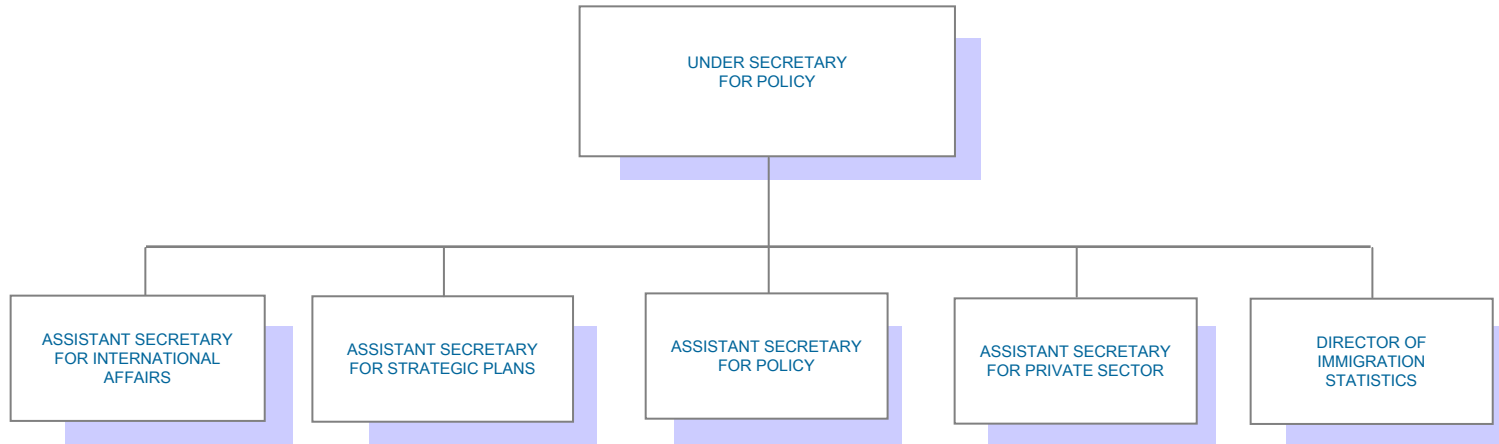 UNDER SECRETARY
FOR POLICY
ASSISTANT SECRETARY
FOR INTERNATIONAL
AFFAIRS
ASSISTANT SECRETARY
FOR STRATEGIC PLANS
ASSISTANT SECRETARY
FOR POLICY
ASSISTANT SECRETARY
FOR PRIVATE SECTOR
DIRECTOR OF
IMMIGRATION
STATISTICS